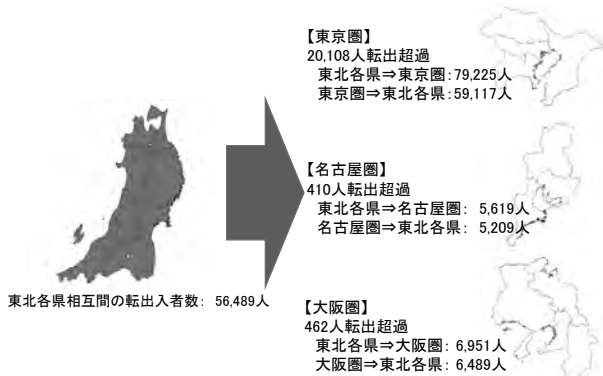 【東京圏】
20,108人転出超過
東北各県⇒東京圏：79,225人
東京圏⇒東北各県：59,117人
【名古屋圏】
410人転出超過
東北各県⇒名古屋圏： 5,619人
名古屋圏⇒東北各県： 5,209人
東北各県相互間の転出入者数： 56,489人
【大阪圏】
462人転出超過
東北各県⇒大阪圏： 6,951人
大阪圏⇒東北各県： 6,489人